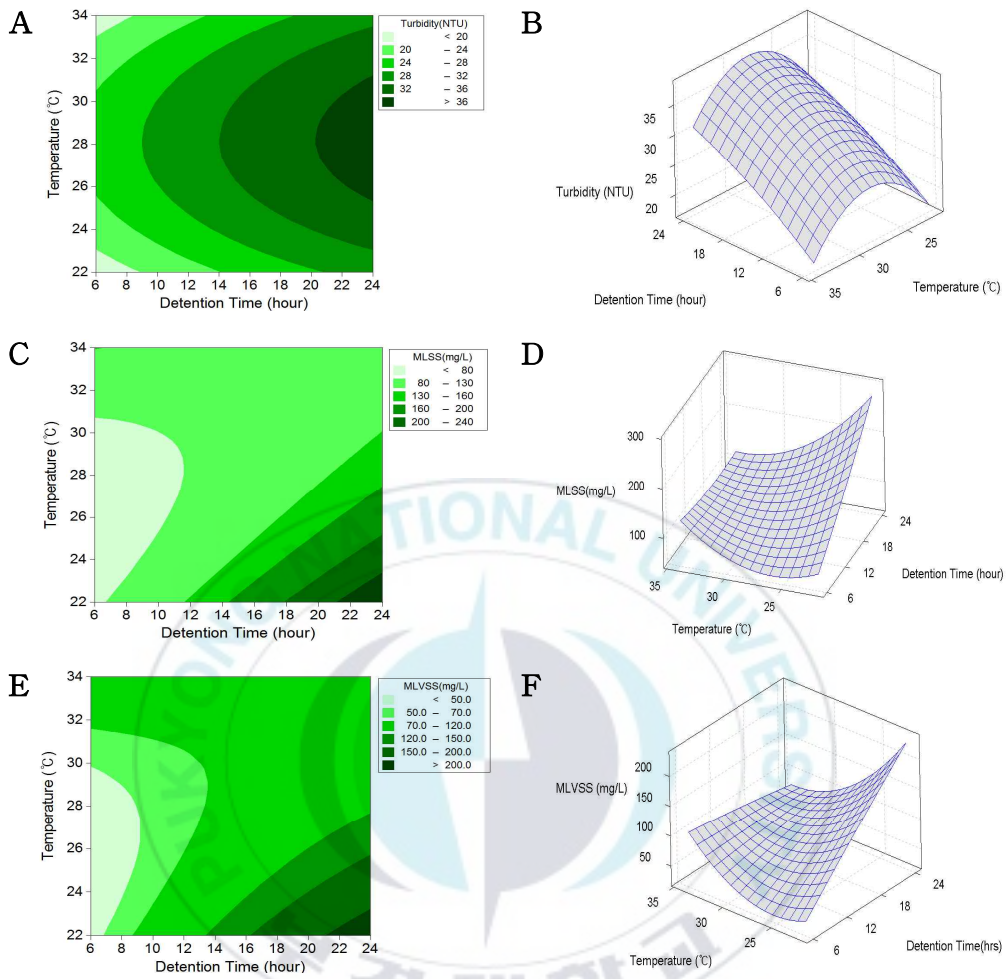 A
34
32
30
28
26
24
22
Temperature (℃)
6 8 10 12 14 16 18 20 22 24
Detention Time (hour)
Turbidity(NTU)
< 20
20 – 24
24 – 28
28 – 32
32 – 36
> 36
B
Turbidity (NTU)
35
30
25
20
24
18
12
6
Detention Time (hour)
35
30
25
Temperature (℃)
C
34
32
30
28
26
24
22
Temperature (℃)
6 8 10 12 14 16 18 20 22 24
Detention Time (hour)
MLSS(mg/L)
< 80
80 – 130
130 – 160
160 – 200
200 – 240
D
MLSS(mg/L)
300
200
100
35
30
25
Temperature (℃)
6
12
18
24
Detention Time (hour)
E
34
32
30
28
26
24
22
Temperature (℃)
6 8 10 12 14 16 18 20 22 24
Detention Time (hour)
MLVSS(mg/L)
< 50.0
50.0 – 70.0
70.0 – 120.0
120.0 – 150.0
150.0 – 200.0
> 200.0
F
MLVSS (mg/L)
200
150
100
50
35
30
25
Temperature (℃)
6
12
18
24
Detention Time(hrs)
PUKYONG NATIONAL UNIVERS